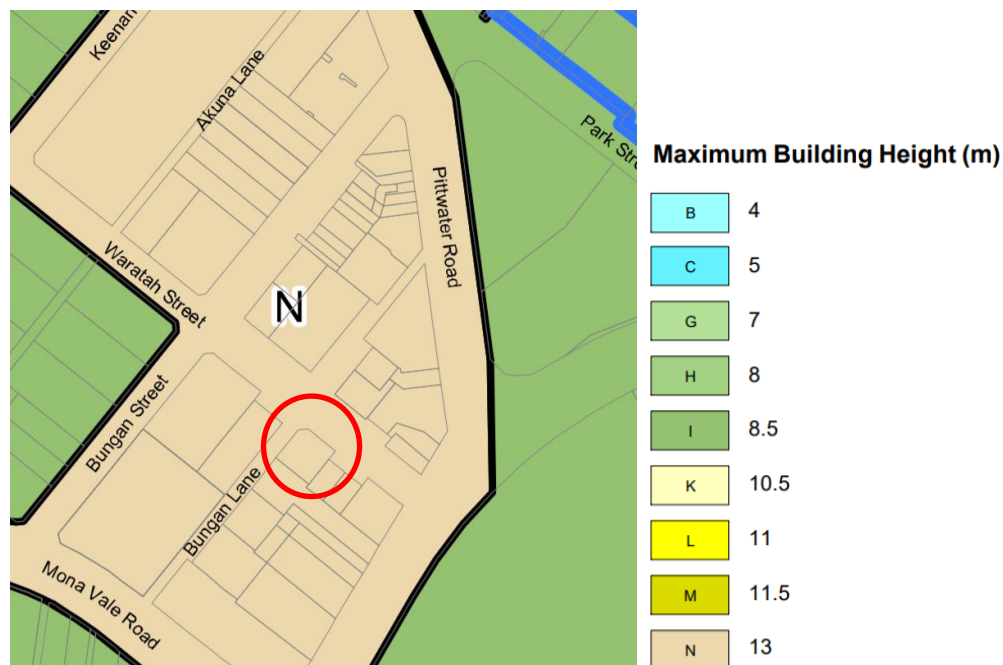 Keenan
Akuna Lane
Park Stre
Pittwater Road
Waratah Street
N
Bungan Street
Bungan Lane
Mona Vale Road
Maximum Building Height (m)
B 4
C 5
G 7
H 8
I 8.5
K 10.5
L 11
M 11.5
N 13